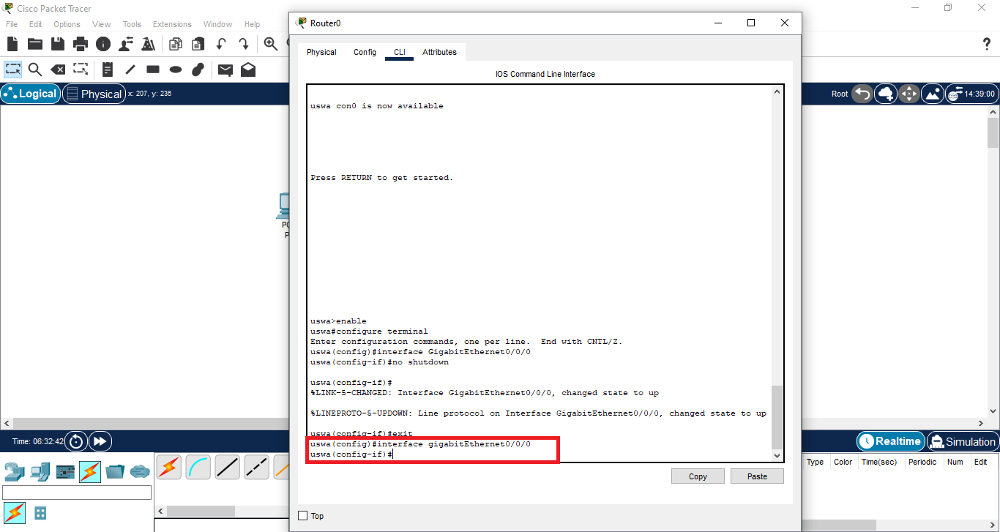 Cisco Packet Tracer
File Edit Options View Tools Extensions Window Help
Logical Physical x: 207, y: 236
Root 14:39:00
Router0
Physical Config CLI Attributes
IOS Command Line Interface
uswa con0 is now available
Press RETURN to get started.
uswa>enable
uswa#configure terminal
Enter configuration commands, one per line. End with CNTL/Z.
uswa(config)#interface GigabitEthernet0/0/0
uswa(config-if)#no shutdown
uswa(config-if)#
%LINK-5-CHANGED: Interface GigabitEthernet0/0/0, changed state to up
%LINEPROTO-5-UPDOWN: Line protocol on Interface GigabitEthernet0/0/0, changed state to up
uswa(config-if)#exit
uswa(config)#interface gigabitEthernet0/0/0
uswa(config-if)#
Copy Paste
Top
Time: 06:32:42
Realtime Simulation
Type Color Time(sec) Periodic Num Edit